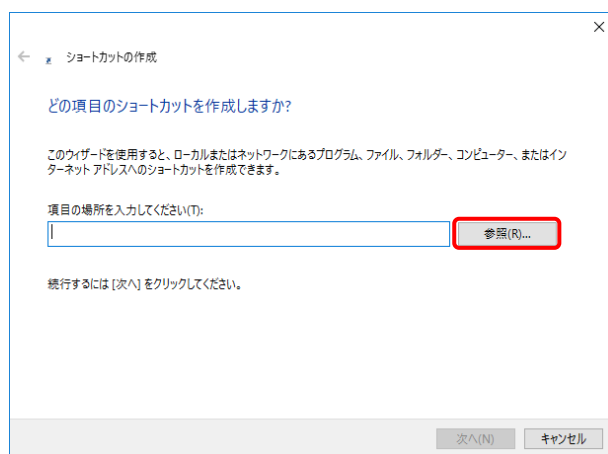 ショートカットの作成
どの項目のショートカットを作成しますか?
このウィザードを使用すると、ローカルまたはネットワークにあるプログラム、ファイル、フォルダー、コンピューター、またはイン
ターネット アドレスへのショートカットを作成できます。
項目の場所を入力してください(T):
参照(R)...
続行するには [次へ] をクリックしてください。
次へ(N)
キャンセル